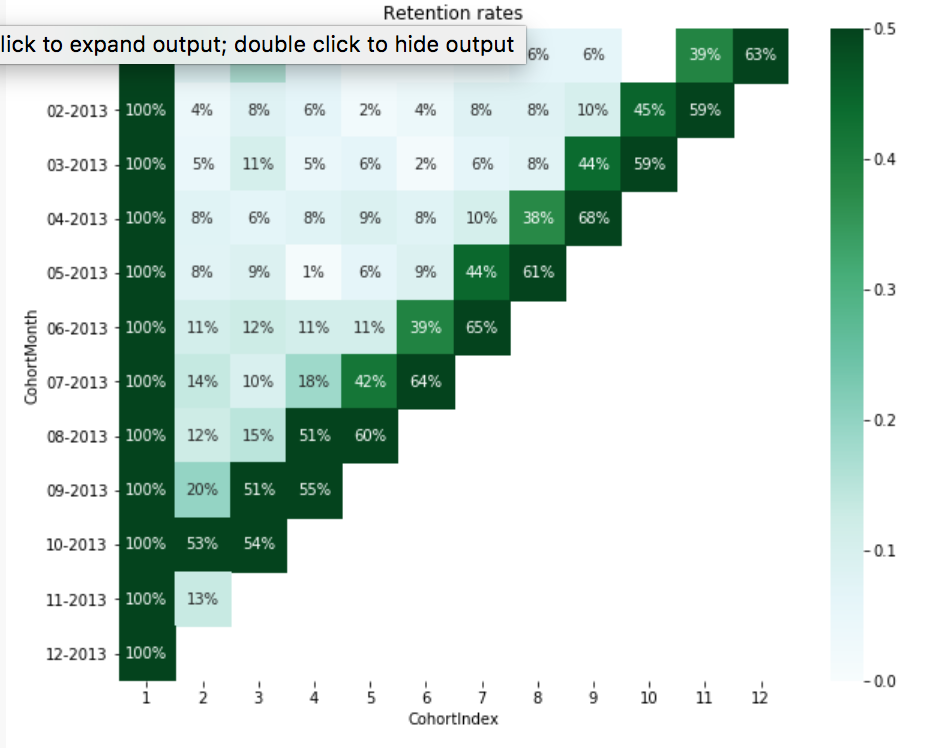 Retention rates
lick to expand output; double click to hide output
6% 6% 39% 63%
02-2013 100% 4% 8% 6% 2% 4% 8% 8% 10% 45% 59%
03-2013 100% 5% 11% 5% 6% 2% 6% 8% 44% 59%
04-2013 100% 8% 6% 8% 9% 8% 10% 38% 68%
05-2013 100% 8% 9% 1% 6% 9% 44% 61%
06-2013 100% 11% 12% 11% 11% 39% 65%
07-2013 100% 14% 10% 18% 42% 64%
08-2013 100% 12% 15% 51% 60%
09-2013 100% 20% 51% 55%
10-2013 100% 53% 54%
11-2013 100% 13%
12-2013 100%
1 2 3 4 5 6 7 8 9 10 11 12
CohortIndex
CohortMonth
0.5
0.4
0.3
0.2
0.1
0.0